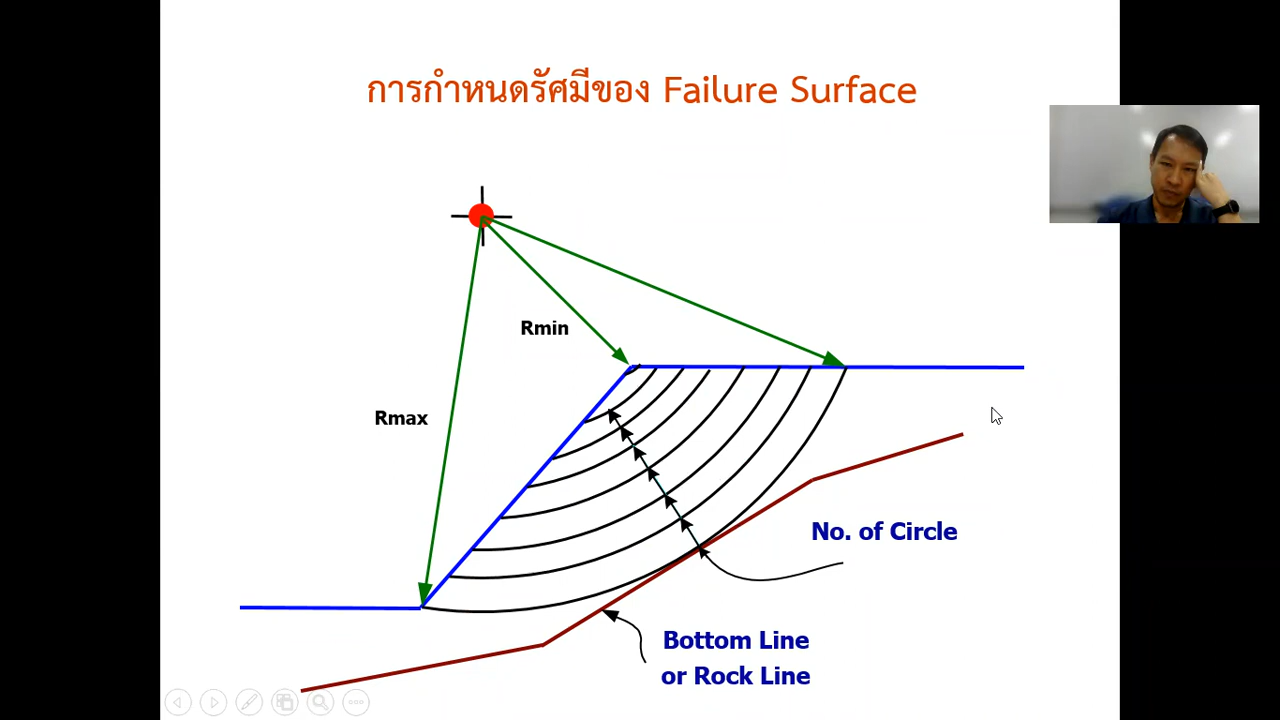 การกำหนดรัศมีของ Failure Surface
Rmin
Rmax
No. of Circle
Bottom Line
or Rock Line